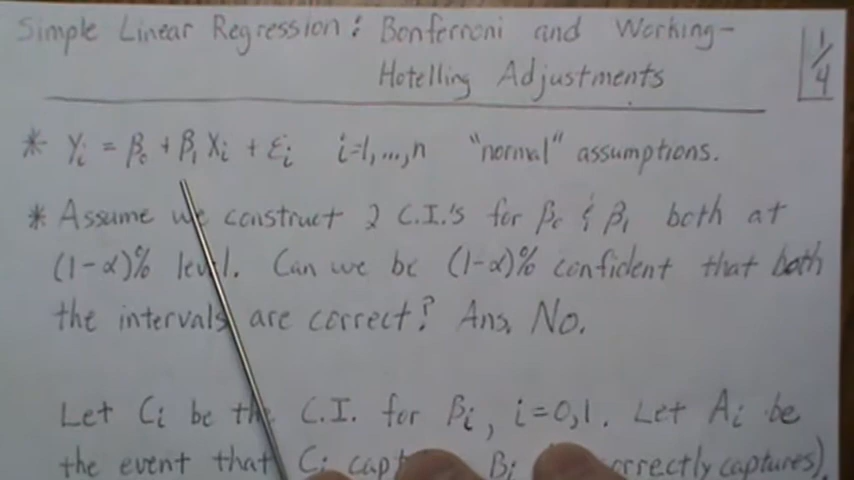 Simple Linear Regression: Bonferroni and Working-
Hotelling Adjustments
1/4
* Yi = β0 + β1 Xi + εi i=1,...,n "normal" assumptions.
* Assume we construct 2 C.I.'s for β0 & β1 both at
(1-α)% level. Can we be (1-α)% confident that both
the intervals are correct? Ans. No.
Let Ci be the C.I. for βi, i=0,1. Let Ai be
the event that Ci βi correctly captures).